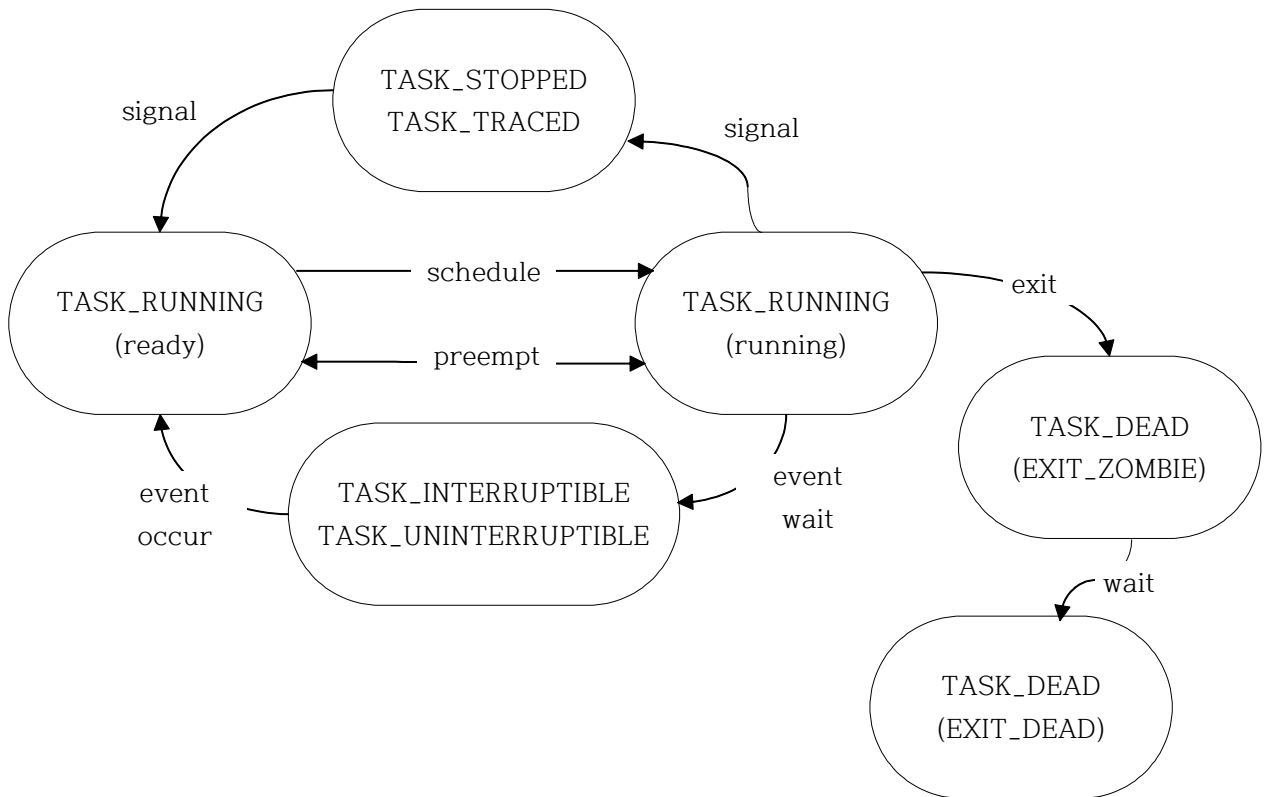 TASK_STOPPED
TASK_TRACED
signal
signal
TASK_RUNNING
(ready)
schedule
preempt
TASK_RUNNING
(running)
exit
TASK_DEAD
(EXIT_ZOMBIE)
event
occur
TASK_INTERRUPTIBLE
TASK_UNINTERRUPTIBLE
event
wait
wait
TASK_DEAD
(EXIT_DEAD)